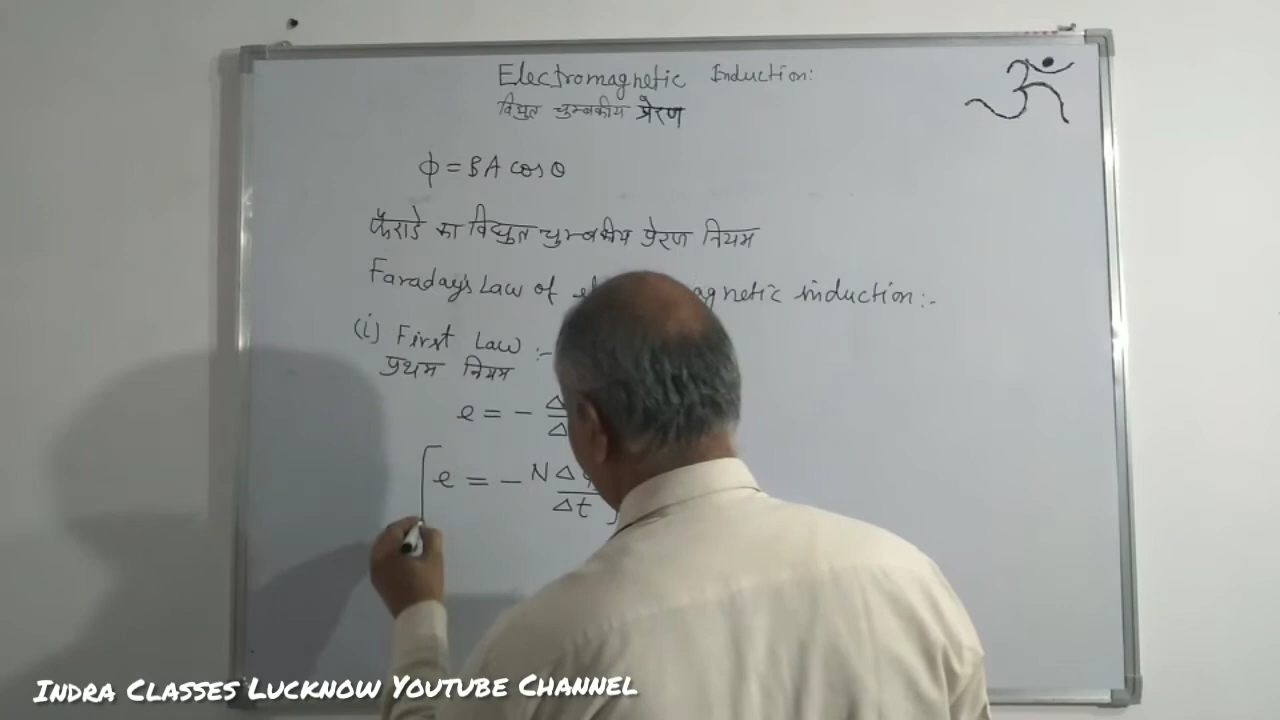 Electromagnetic Induction:
ॐ
विद्युत चुम्बकीय प्रेरण
ϕ = BA cos θ
फैराडे का विद्युत चुम्बकीय प्रेरण नियम
Faraday's Law of magnetic induction:-
(i) First Law :-
प्रथम नियम
e = - Δ
Δ
e = - N Δ
Δt
Indra Classes Lucknow Youtube Channel